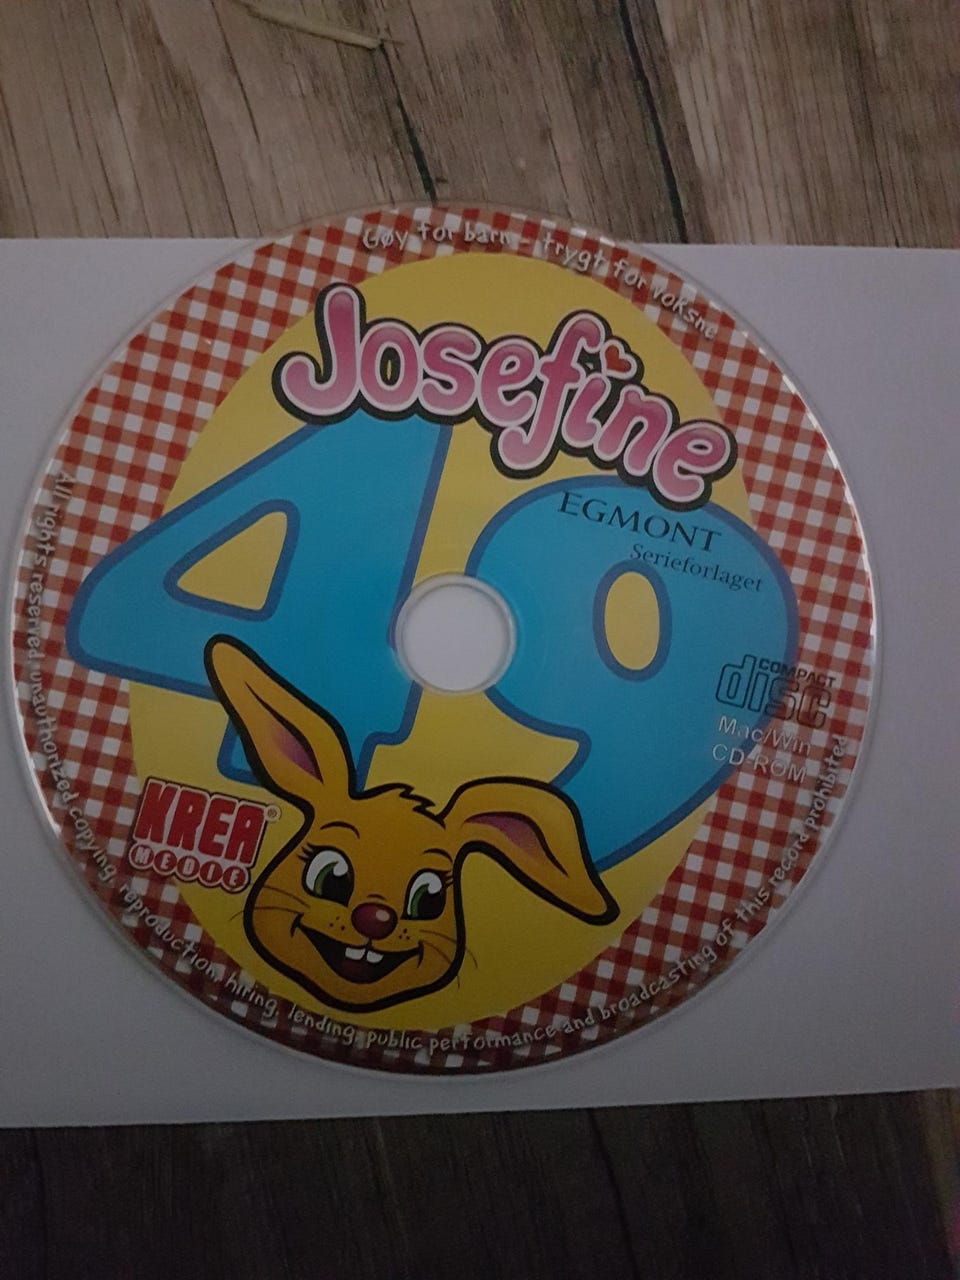 Gøy for barn - trygt for voksne
Josefine
49
EGMONT
Serieforlaget
COMPACT
disc
Mac/Win
CD-ROM
KREA®
MEDIE
All rights reserved, unauthorized copying, reproduction, hiring, lending, public performance and broadcasting of this record prohibited